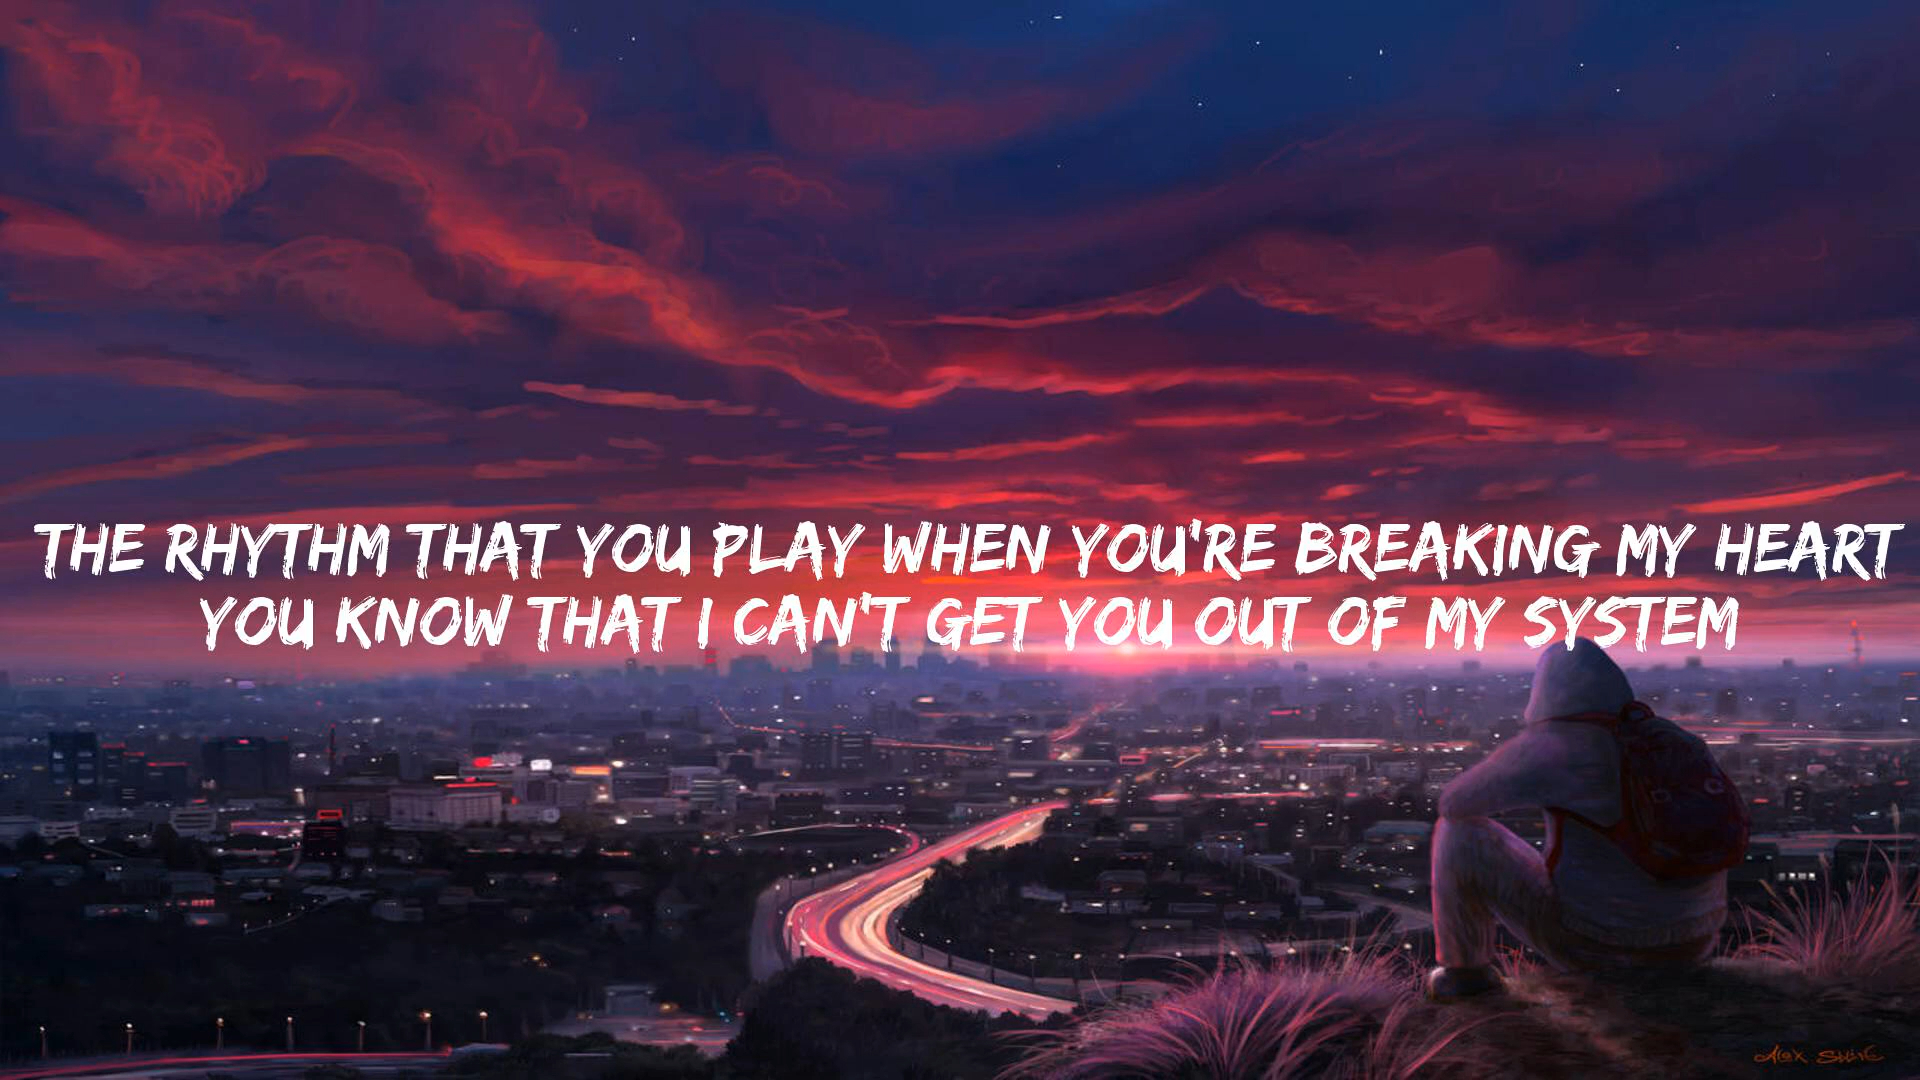 THE RHYTHM THAT YOU PLAY WHEN YOU'RE BREAKING MY HEART
YOU KNOW THAT I CAN'T GET YOU OUT OF MY SYSTEM